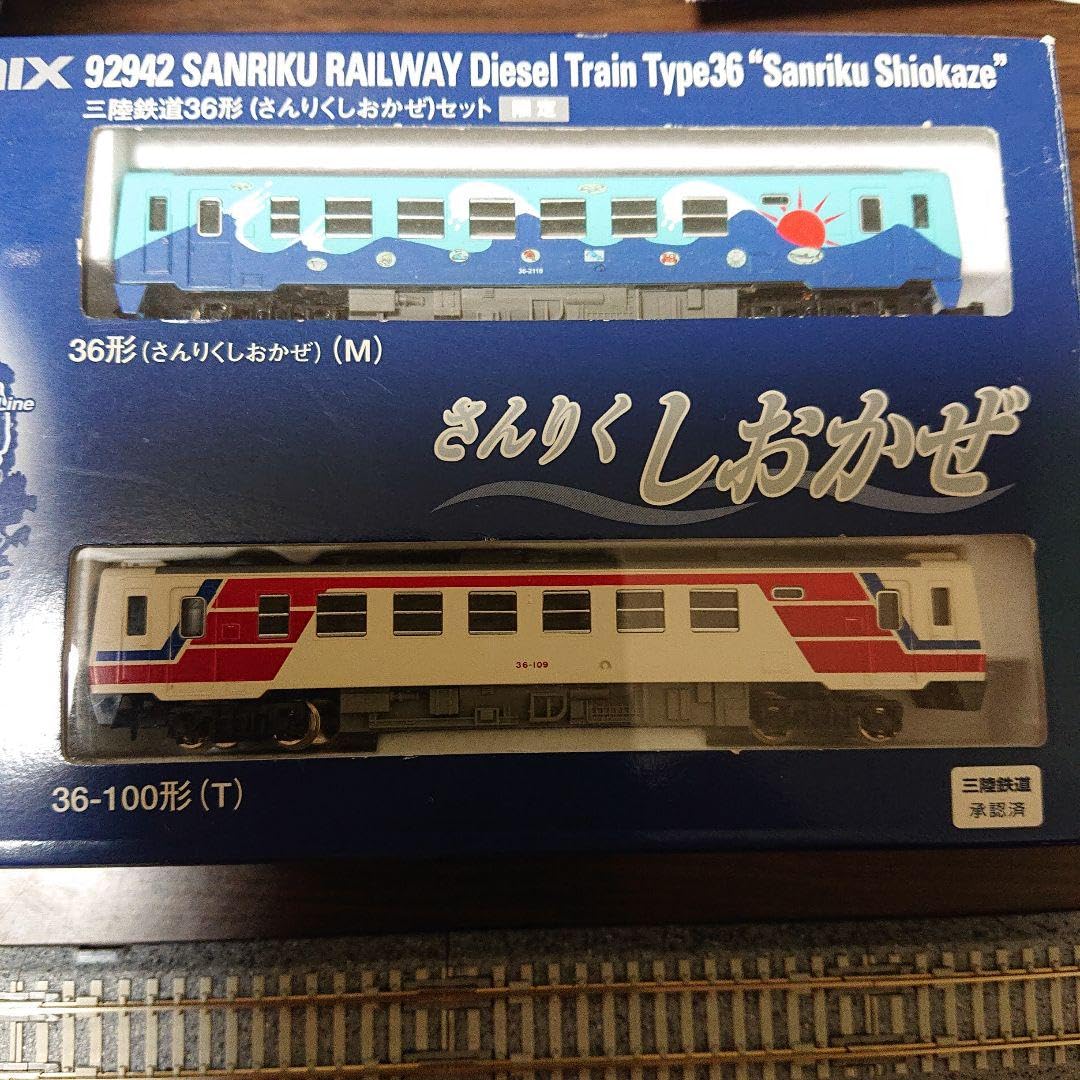 92942 SANRIKU RAILWAY Diesel Train Type36 “Sanriku Shiokaze”
三陸鉄道36形 (さんりくしおかぜ)セット 限定
36-2110
36形(さんりくしおかぜ) (M)
Line
さんりくしおかぜ
36-109
36-100形(T)
三陸鉄道
承認済